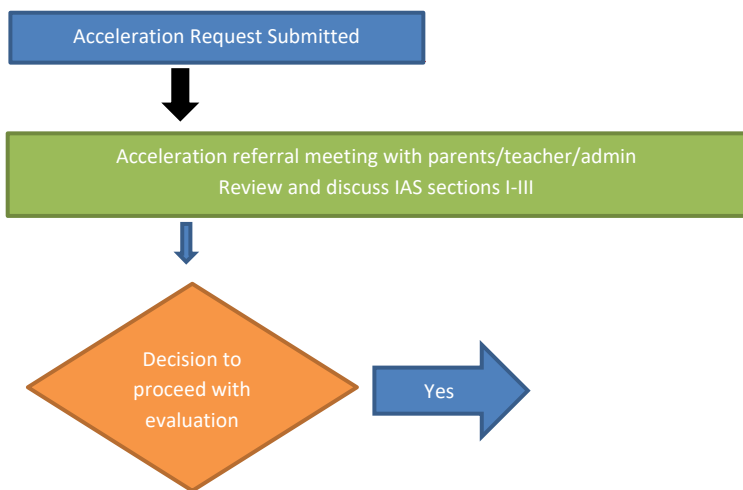 Acceleration Request Submitted
Acceleration referral meeting with parents/teacher/admin
Review and discuss IAS sections I-III
Decision to
proceed with
evaluation
Yes